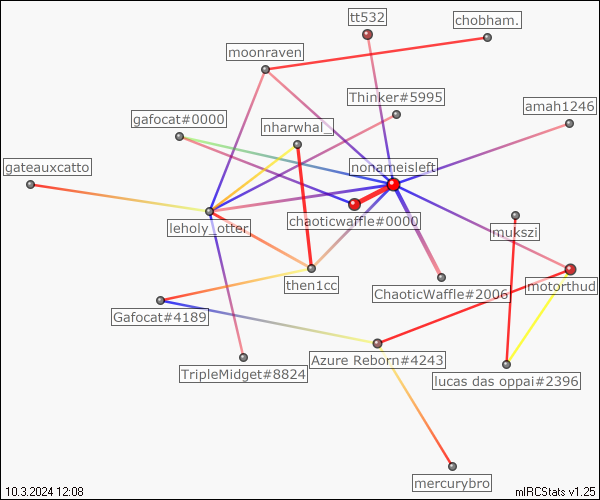 tt532
chobham.
moonraven
Thinker#5995
amah1246
gafocat#0000
nharwhal_
gateauxcatto
nonameisleft
chaoticwaffle#0000
leholy_otter
mukszi
then1cc
ChaoticWaffle#2006
motorthud
Gafocat#4189
Azure Reborn#4243
TripleMidget#8824
lucas das oppai#2396
mercurybro
10.3.2024 12:08
mIRCStats v1.25